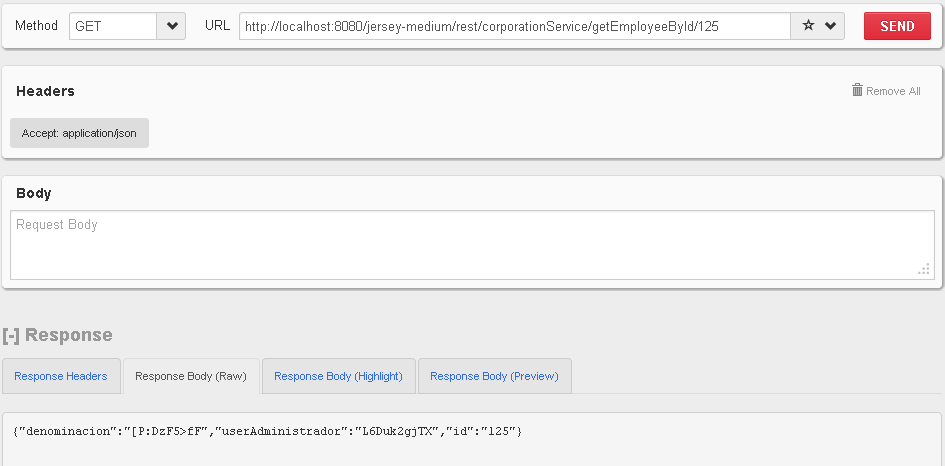 Method GET URL http://localhost:8080/jersey-medium/rest/corporationService/getEmployeeById/125 SEND
Headers Remove All
Accept: application/json
Body
Request Body
[-] Response
Response Headers Response Body (Raw) Response Body (Highlight) Response Body (Preview)
{"denominacion":"[P:DzF5>fF","userAdministrador":"L6Duk2gjTX","id":"125"}